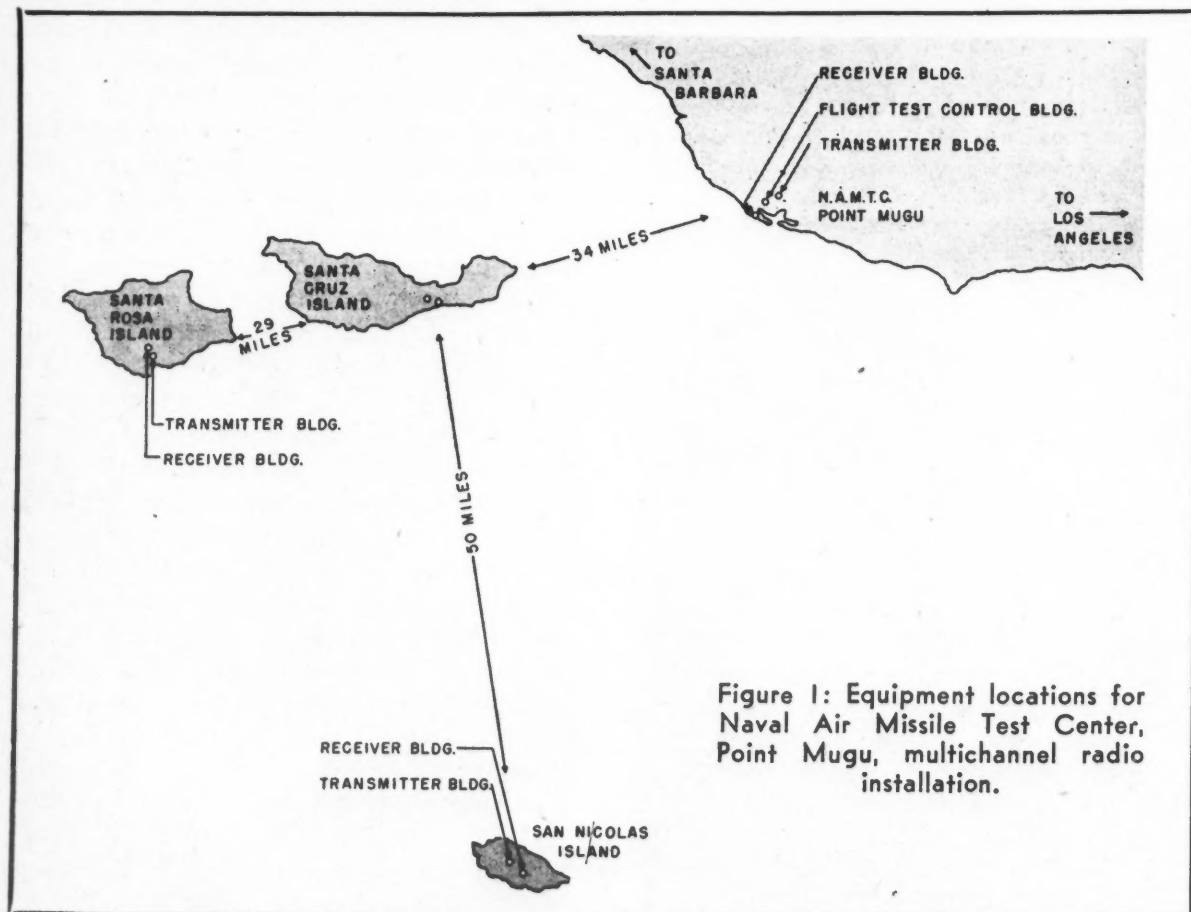 TO
SANTA
BARBARA
RECEIVER BLDG.
FLIGHT TEST CONTROL BLDG.
TRANSMITTER BLDG.
N.A.M.T.C.
POINT MUGU
TO
LOS
ANGELES
34 MILES
SANTA
CRUZ
ISLAND
SANTA
ROSA
ISLAND
29
MILES
TRANSMITTER BLDG.
RECEIVER BLDG.
50 MILES
RECEIVER BLDG.
TRANSMITTER BLDG.
SAN NICOLAS
ISLAND
Figure 1: Equipment locations for
Naval Air Missile Test Center,
Point Mugu, multichannel radio
installation.